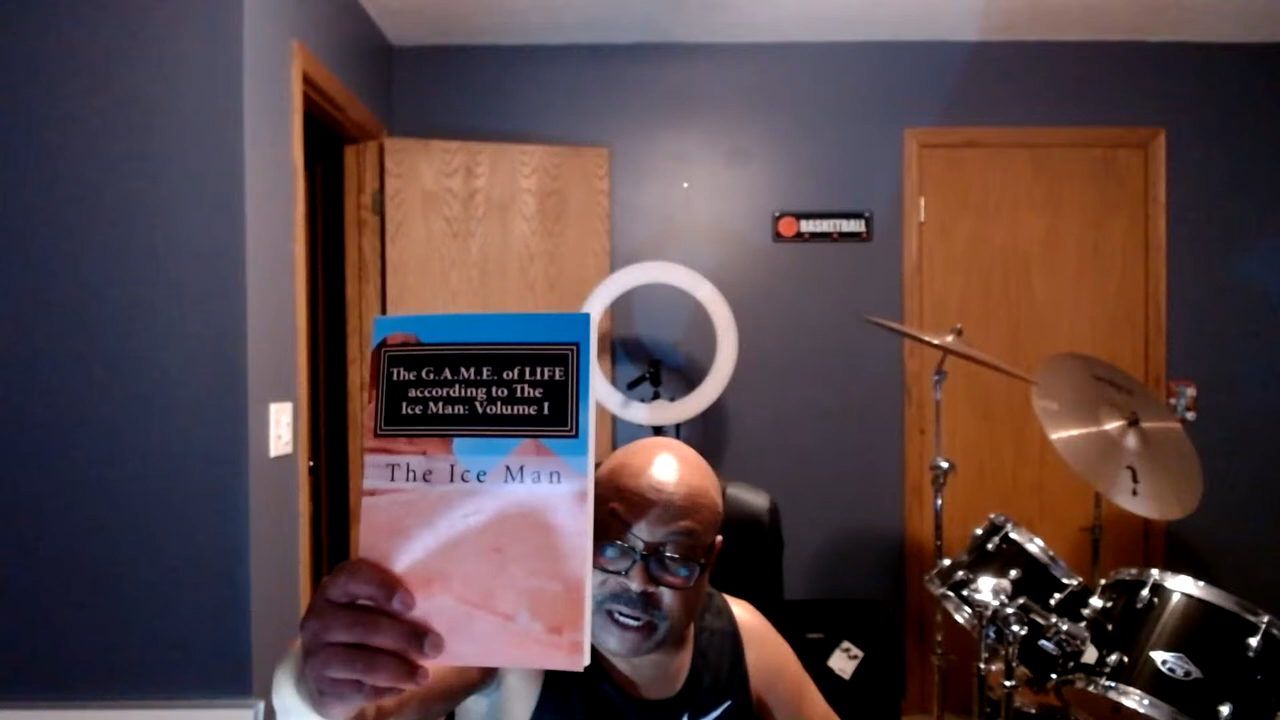 BASKETBALL
The G.A.M.E. of LIFE
according to The
Ice Man: Volume I
The Ice Man